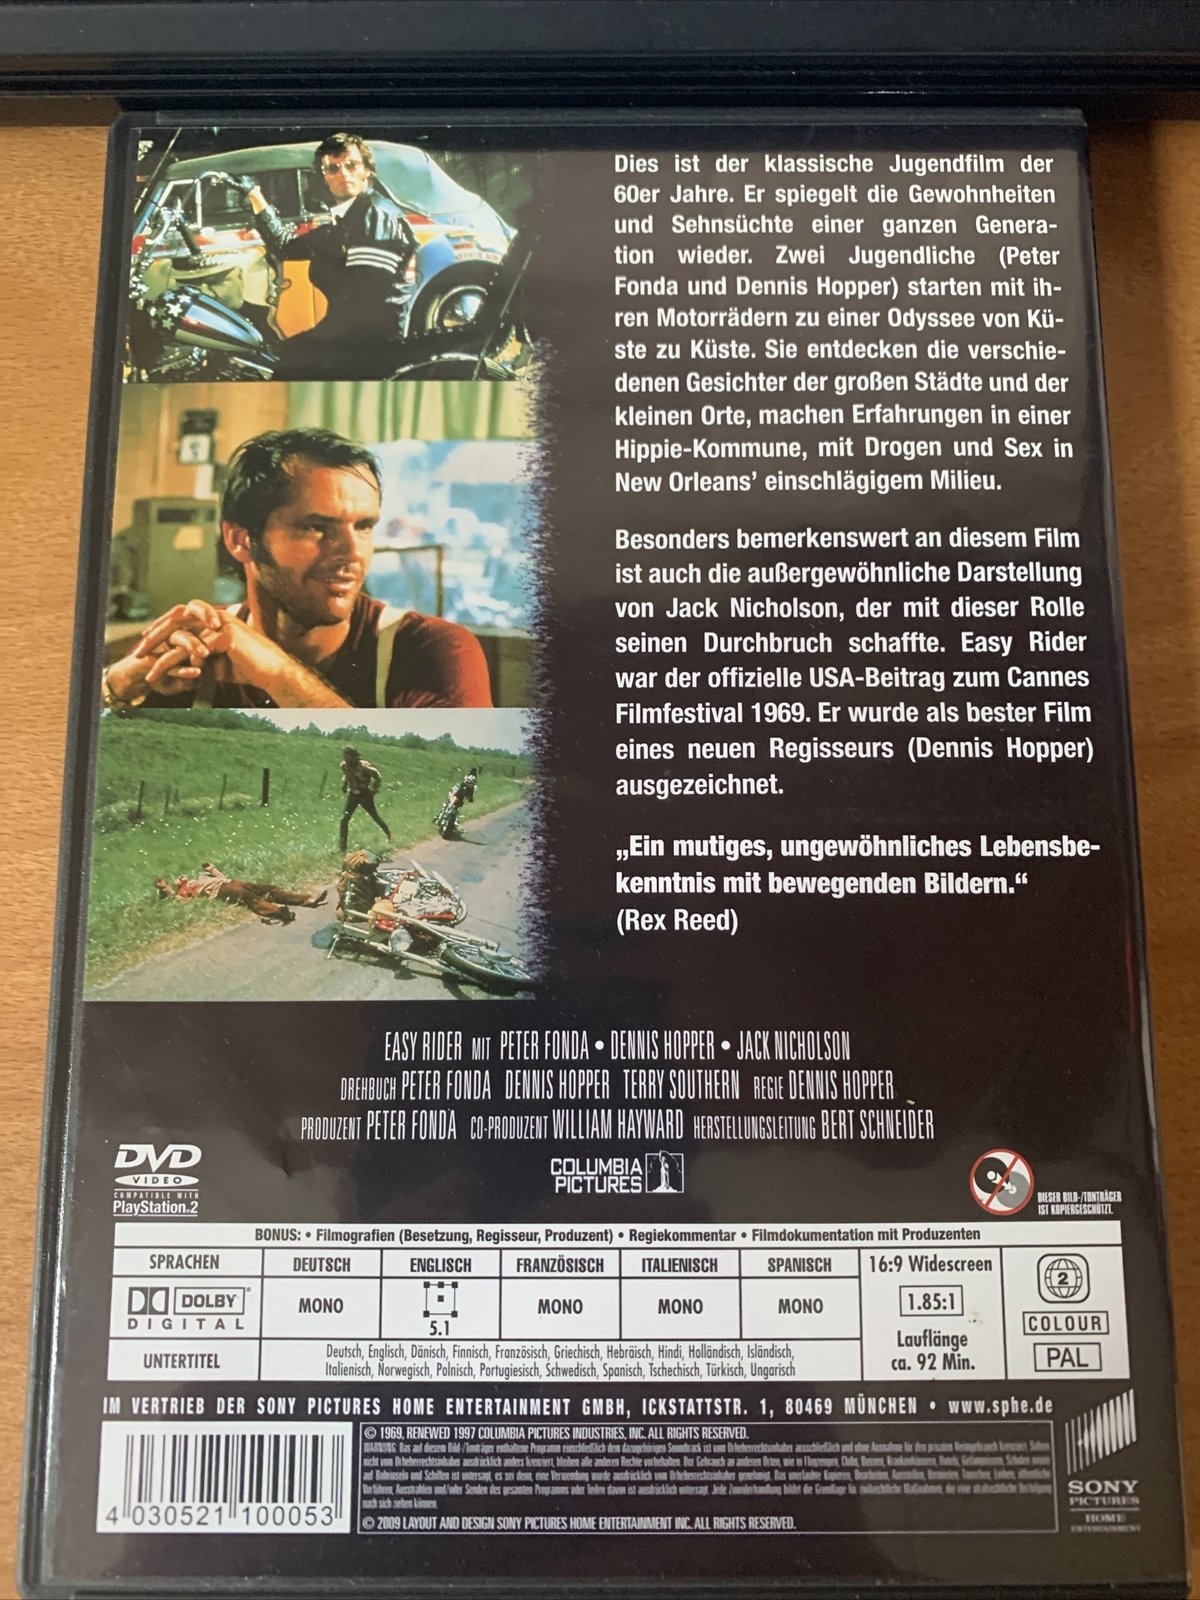 Dies ist der klassische Jugendfilm der
60er Jahre. Er spiegelt die Gewohnheiten
und Sehnsüchte einer ganzen Genera-
tion wieder. Zwei Jugendliche (Peter
Fonda und Dennis Hopper) starten mit ih-
ren Motorrädern zu einer Odyssee von Kü-
ste zu Küste. Sie entdecken die verschie-
denen Gesichter der großen Städte und der
kleinen Orte, machen Erfahrungen in einer
Hippie-Kommune, mit Drogen und Sex in
New Orleans’ einschlägigem Milieu.
Besonders bemerkenswert an diesem Film
ist auch die außergewöhnliche Darstellung
von Jack Nicholson, der mit dieser Rolle
seinen Durchbruch schaffte. Easy Rider
war der offizielle USA-Beitrag zum Cannes
Filmfestival 1969. Er wurde als bester Film
eines neuen Regisseurs (Dennis Hopper)
ausgezeichnet.
„Ein mutiges, ungewöhnliches Lebensbe-
kenntnis mit bewegenden Bildern.“
(Rex Reed)
EASY RIDER MIT PETER FONDA • DENNIS HOPPER • JACK NICHOLSON
DREHBUCH PETER FONDA DENNIS HOPPER TERRY SOUTHERN REGIE DENNIS HOPPER
PRODUZENT PETER FONDA CO-PRODUZENT WILLIAM HAYWARD HERSTELLUNGSLEITUNG BERT SCHNEIDER
DVD
VIDEO
COMPATIBLE WITH
PlayStation.2
COLUMBIA
PICTURES
DIESER BILD-/TONTRÄGER
IST KOPIERGESCHÜTZT.
BONUS: • Filmografien (Besetzung, Regisseur, Produzent) • Regiekommentar • Filmdokumentation mit Produzenten
SPRACHEN DEUTSCH ENGLISCH FRANZÖSISCH ITALIENISCH SPANISCH
DOLBY
DIGITAL
MONO 5.1 MONO MONO MONO
UNTERTITEL
Deutsch, Englisch, Dänisch, Finnisch, Französisch, Griechisch, Hebräisch, Hindi, Holländisch, Isländisch,
Italienisch, Norwegisch, Polnisch, Portugiesisch, Schwedisch, Spanisch, Tschechisch, Türkisch, Ungarisch
16:9 Widescreen
1.85:1
Lauflänge
ca. 92 Min.
2
COLOUR
PAL
IM VERTRIEB DER SONY PICTURES HOME ENTERTAINMENT GMBH, ICKSTATTSTR. 1, 80469 MÜNCHEN • www.sphe.de
4 030521 100053
© 1969, RENEWED 1997 COLUMBIA PICTURES INDUSTRIES, INC. ALL RIGHTS RESERVED.
© 2009 LAYOUT AND DESIGN SONY PICTURES HOME ENTERTAINMENT INC. ALL RIGHTS RESERVED.
SONY
PICTURES
HOME
ENTERTAINMENT